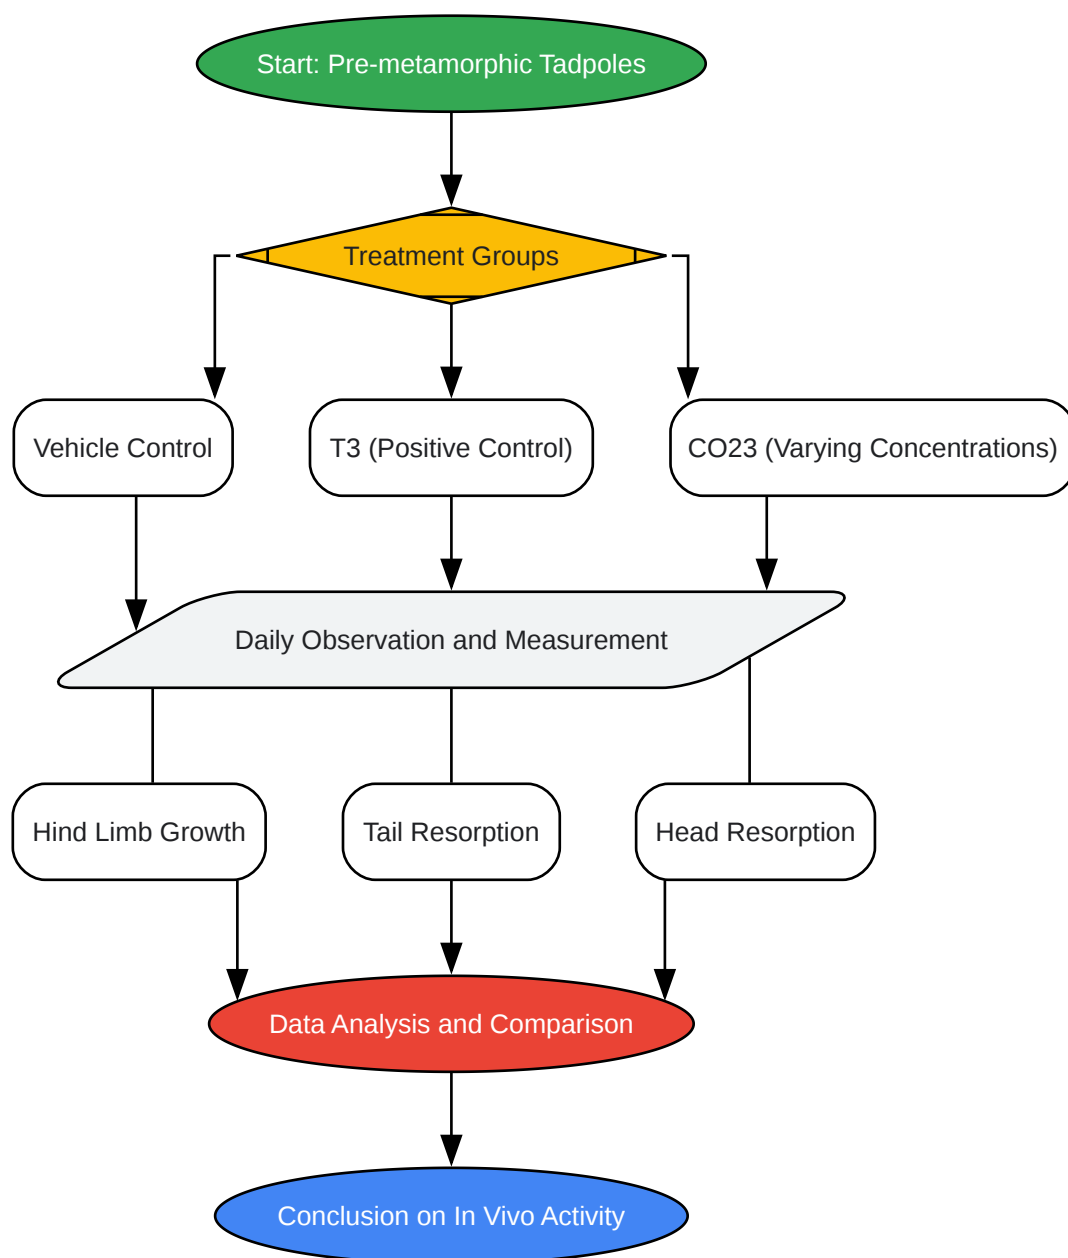 Start: Pre-metamorphic Tadpoles
Treatment Groups
Vehicle Control
T3 (Positive Control)
CO23 (Varying Concentrations)
Daily Observation and Measurement
Hind Limb Growth
Tail Resorption
Head Resorption
Data Analysis and Comparison
Conclusion on In Vivo Activity